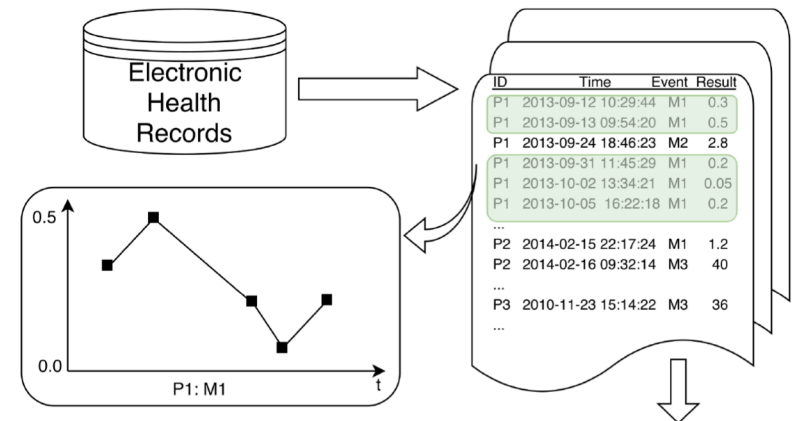 Electronic
Health
Records
ID Time Event Result
P1 2013-09-12 10:29:44 M1 0.3
P1 2013-09-13 09:54:20 M1 0.5
P1 2013-09-24 18:46:23 M2 2.8
P1 2013-09-31 11:45:29 M1 0.2
P1 2013-10-02 13:34:21 M1 0.05
P1 2013-10-05 16:22:18 M1 0.2
...
P2 2014-02-15 22:17:24 M1 1.2
P2 2014-02-16 09:32:14 M3 40
...
P3 2010-11-23 15:14:22 M3 36
...
0.5
0.0
t
P1: M1